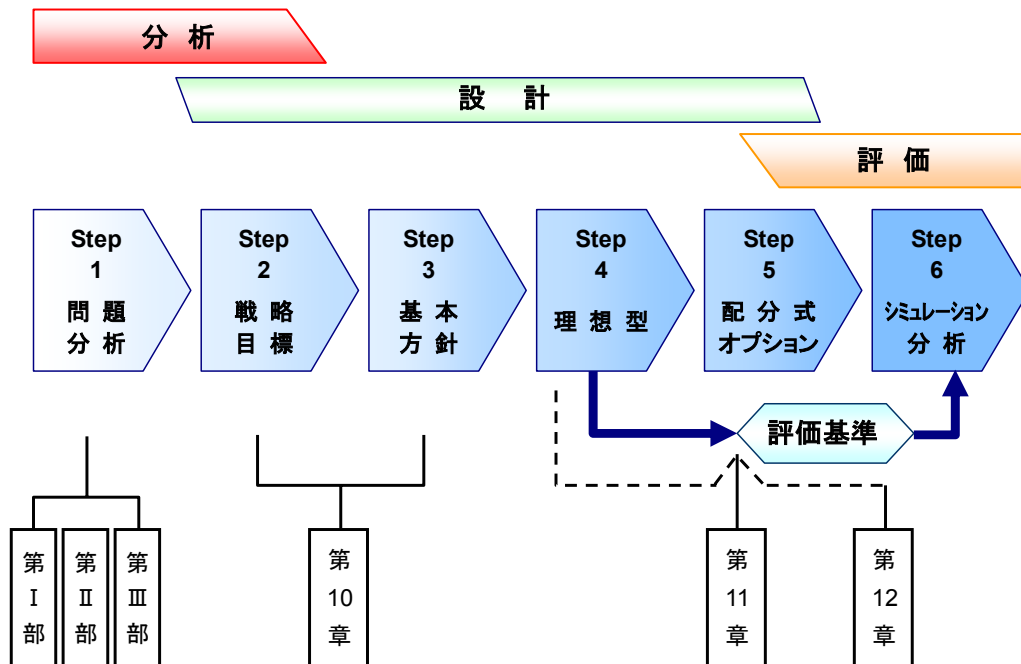 分 析
設 計
評 価
Step
1
問 題
分 析
Step
2
戦 略
目 標
Step
3
基 本
方 針
Step
4
理想型
Step
5
配 分 式
オプション
Step
6
シミュレーション
分 析
評価基準
第
Ⅰ
部
第
Ⅱ
部
第
Ⅲ
部
第
10
章
第
11
章
第
12
章